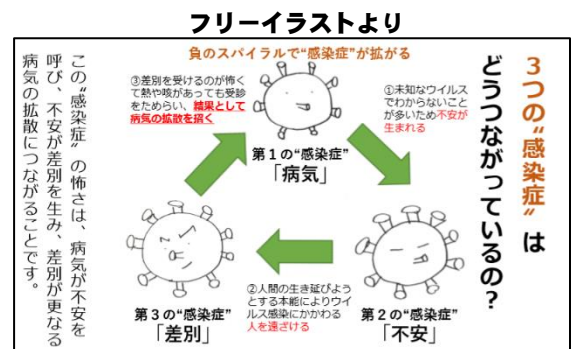 フリーイラストより
3つの“感染症”は
どうつながっているの?
負のスパイラルで“感染症”が拡がる
①未知なウイルス
でわからないこと
が多いため不安が
生まれる
③差別を受けるのが怖く
て熱や咳があっても受診
をためらい、結果として
病気の拡散を招く
第1の“感染症”
「病気」
②人間の生き延びよう
とする本能によりウイ
ルス感染にかかわる
人を遠ざける
第2の“感染症”
「不安」
第3の“感染症”
「差別」
この“感染症”の怖さは、病気が不安を
呼び、不安が差別を生み、差別が更なる
病気の拡散につながることです。